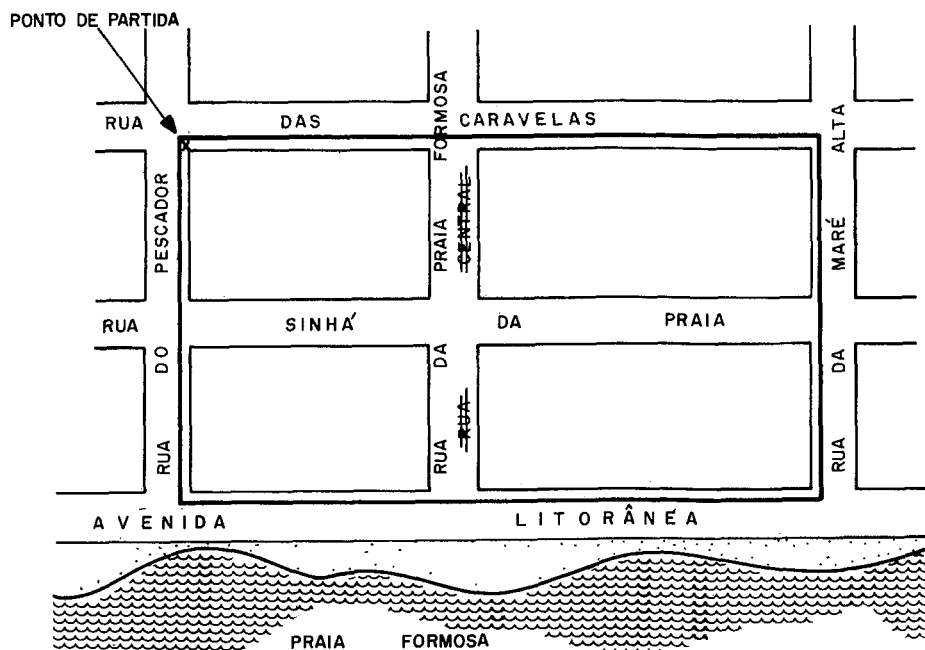 PONTO DE PARTIDA
RUA DAS CARAVELAS
RUA DO PESCADOR
RUA DA PRAIA FORMOSA
RUA CENTRAL
RUA DA MARÉ ALTA
RUA SINHÁ DA PRAIA
X
AVENIDA LITORÂNEA
PRAIA FORMOSA